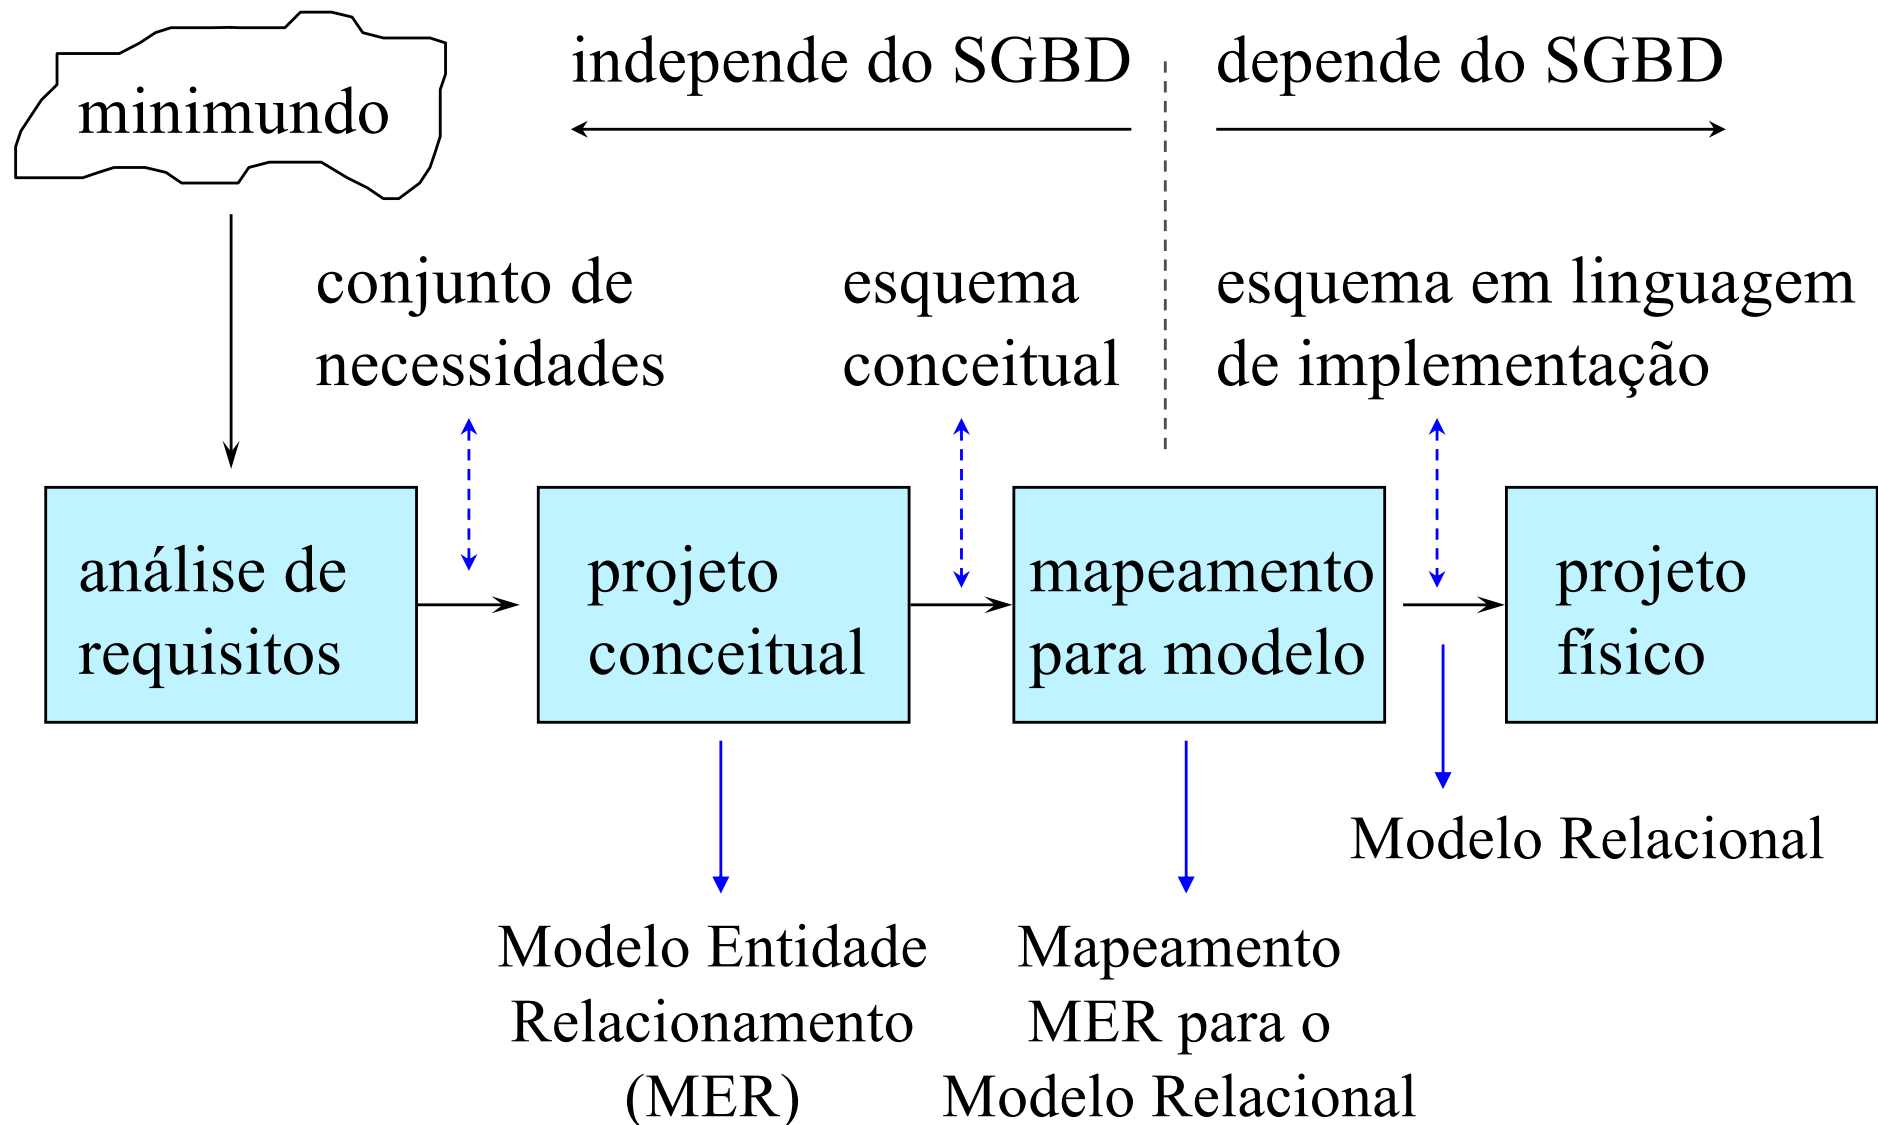 minimundo
independe do SGBD
depende do SGBD
conjunto de
necessidades
esquema
conceitual
esquema em linguagem
de implementação
análise de
requisitos
projeto
conceitual
mapeamento
para modelo
projeto
físico
Modelo Relacional
Modelo Entidade
Relacionamento
(MER)
Mapeamento
MER para o
Modelo Relacional